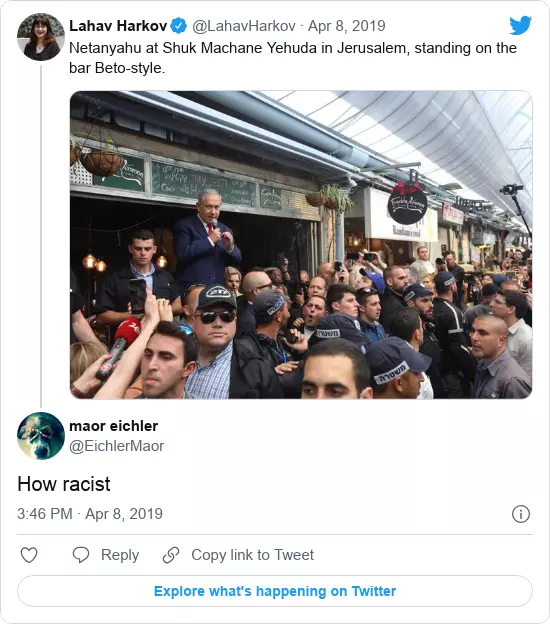 Lahav Harkov @LahavHarkov · Apr 8, 2019
Netanyahu at Shuk Machane Yehuda in Jerusalem, standing on the
bar Beto-style.
משטרה
משטרה
maor eichler
@EichlerMaor
How racist
3:46 PM · Apr 8, 2019
Reply
Copy link to Tweet
Explore what's happening on Twitter